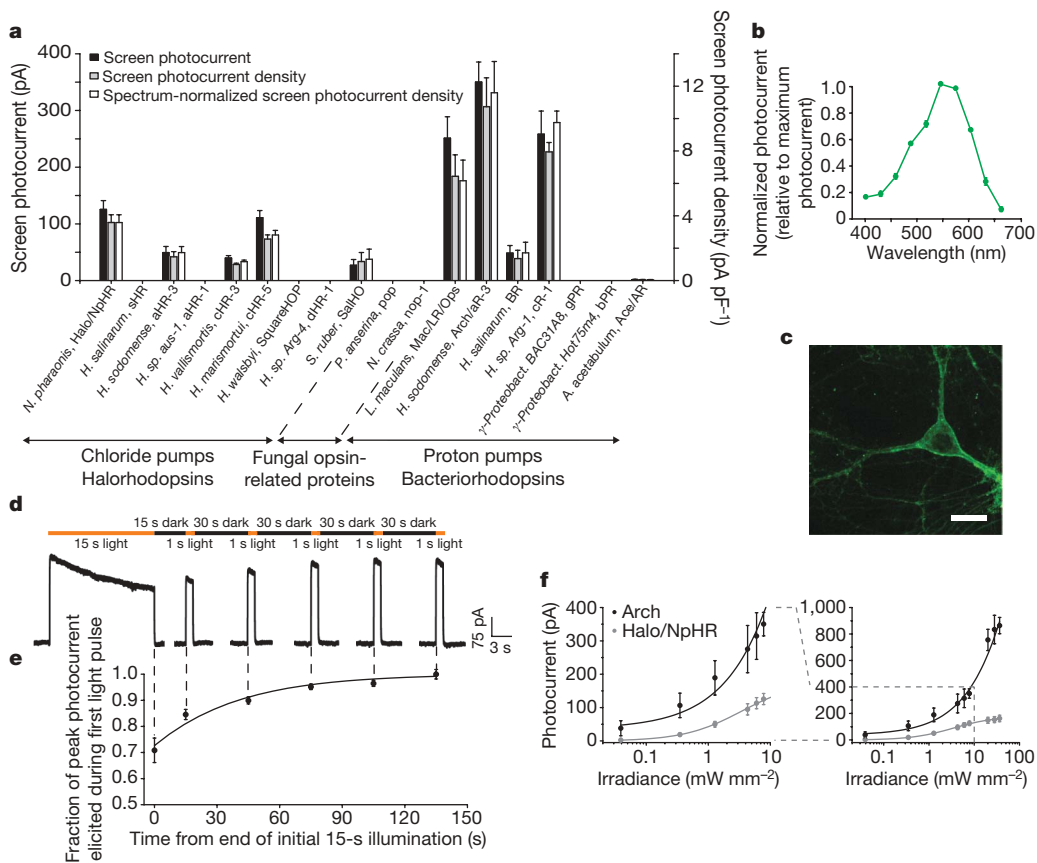 a
Screen photocurrent (pA)
400
300
200
100
0
Screen photocurrent
Screen photocurrent density
Spectrum-normalized screen photocurrent density
12
8
4
0
Screen photocurrent density (pA pF⁻¹)
N. pharaonis, Halo/NpHR
H. salinarum, sHR
H. sodomense, aHR-3
H. sp. aus-1, aHR-1
H. vallismortis, cHR-3
H. marismortui, cHR-5
H. walsbyi, SquareHOP
H. sp. Arg-4, dHR-1
S. ruber, SalHO
P. anserina, pop
N. crassa, nop-1
L. maculans, Mac/LR/Ops
H. sodomense, Arch/aR-3
H. salinarum, BR
H. sp. Arg-1, cR-1
γ-Proteobact. BAC31A8, gPR
γ-Proteobact. Hot75m4, bPR
A. acetabulum, Ace/AR
Chloride pumps
Halorhodopsins
Fungal opsin-
related proteins
Proton pumps
Bacteriorhodopsins
b
Normalized photocurrent
(relative to maximum
photocurrent)
1.0
0.8
0.6
0.4
0.2
0
400 500 600 700
Wavelength (nm)
c
d
15 s dark 30 s dark 30 s dark 30 s dark 30 s dark
15 s light 1 s light 1 s light 1 s light 1 s light 1 s light
75 pA
3 s
e
Fraction of peak photocurrent
elicited during first light pulse
1.0
0.9
0.8
0.7
0.6
0.5
0 30 60 90 120 150
Time from end of initial 15-s illumination (s)
f
Photocurrent (pA)
400
300
200
100
0
Arch
Halo/NpHR
0.1 1 10
Irradiance (mW mm⁻²)
1,000
800
600
400
200
0
0.1 1 10 100
Irradiance (mW mm⁻²)